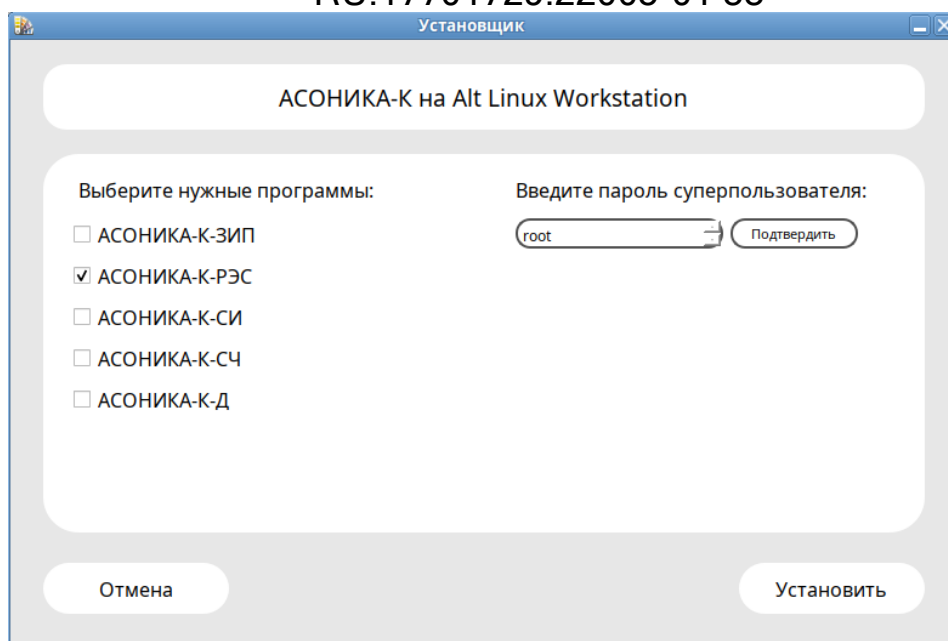 Установщик
АСОНИКА-К на Alt Linux Workstation
Выберите нужные программы:
АСОНИКА-К-ЗИП
АСОНИКА-К-РЭС
АСОНИКА-К-СИ
АСОНИКА-К-СЧ
АСОНИКА-К-Д
Введите пароль суперпользователя:
root
Подтвердить
Отмена
Установить